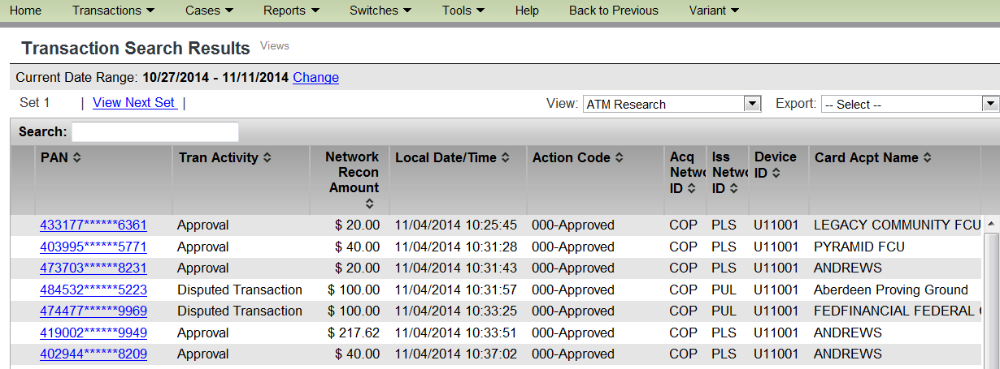 Home Transactions Cases Reports Switches Tools Help Back to Previous Variant
Transaction Search Results Views
Current Date Range: 10/27/2014 - 11/11/2014 Change
Set 1 | View Next Set | View: ATM Research Export: -- Select --
Search:
PAN Tran Activity Network Recon Amount Local Date/Time Action Code Acq Netwo ID Iss Netwo ID Device ID Card Acpt Name
433177******6361 Approval $ 20.00 11/04/2014 10:25:45 000-Approved COP PLS U11001 LEGACY COMMUNITY FCU
403995******5771 Approval $ 40.00 11/04/2014 10:31:28 000-Approved COP PLS U11001 PYRAMID FCU
473703******8231 Approval $ 20.00 11/04/2014 10:31:43 000-Approved COP PLS U11001 ANDREWS
484532******5223 Disputed Transaction $ 100.00 11/04/2014 10:31:57 000-Approved COP PUL U11001 Aberdeen Proving Ground
474477******9969 Disputed Transaction $ 100.00 11/04/2014 10:33:25 000-Approved COP PUL U11001 FEDFINANCIAL FEDERAL
419002******9949 Approval $ 217.62 11/04/2014 10:33:51 000-Approved COP PLS U11001 ANDREWS
402944******8209 Approval $ 40.00 11/04/2014 10:37:02 000-Approved COP PLS U11001 ANDREWS